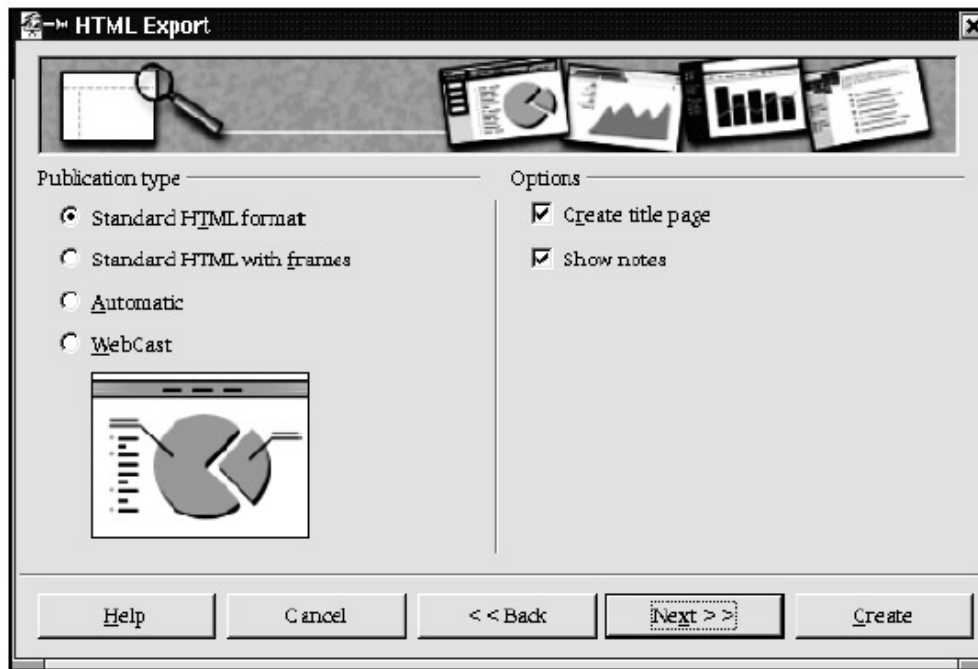 HTML Export
Publication type
Standard HTML format
Standard HTML with frames
Automatic
WebCast
Options
Create title page
Show notes
Help
Cancel
<< Back
Next >>
Create